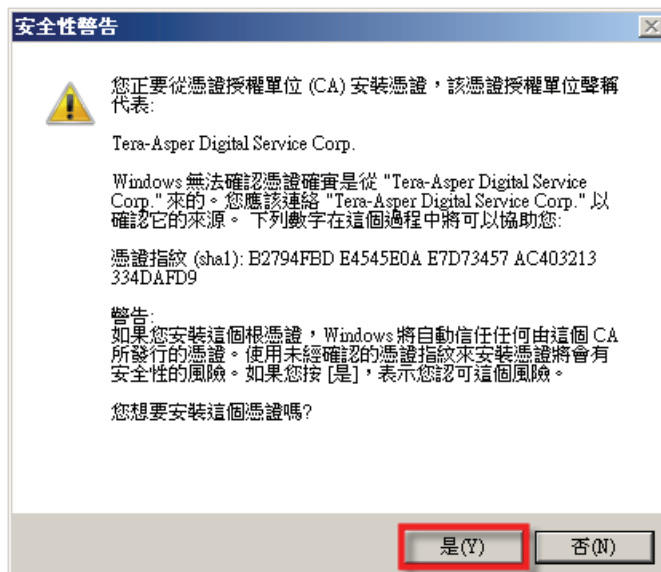 安全性警告
您正要從憑證授權單位 (CA) 安裝憑證，該憑證授權單位聲稱
代表:
Tera-Asper Digital Service Corp.
Windows 無法確認憑證確實是從 "Tera-Asper Digital Service
Corp." 來的。您應該連絡 "Tera-Asper Digital Service Corp." 以
確認它的來源。 下列數字在這個過程中將可以協助您:
憑證指紋 (sha1): B2794FBD E4545E0A E7D73457 AC403213
334DAFD9
警告:
如果您安裝這個根憑證，Windows 將自動信任任何由這個 CA
所發行的憑證。使用未經確認的憑證指紋來安裝憑證將會有
安全性的風險。如果您按 [是]，表示您認可這個風險。
您想要安裝這個憑證嗎?
是(Y)
否(N)